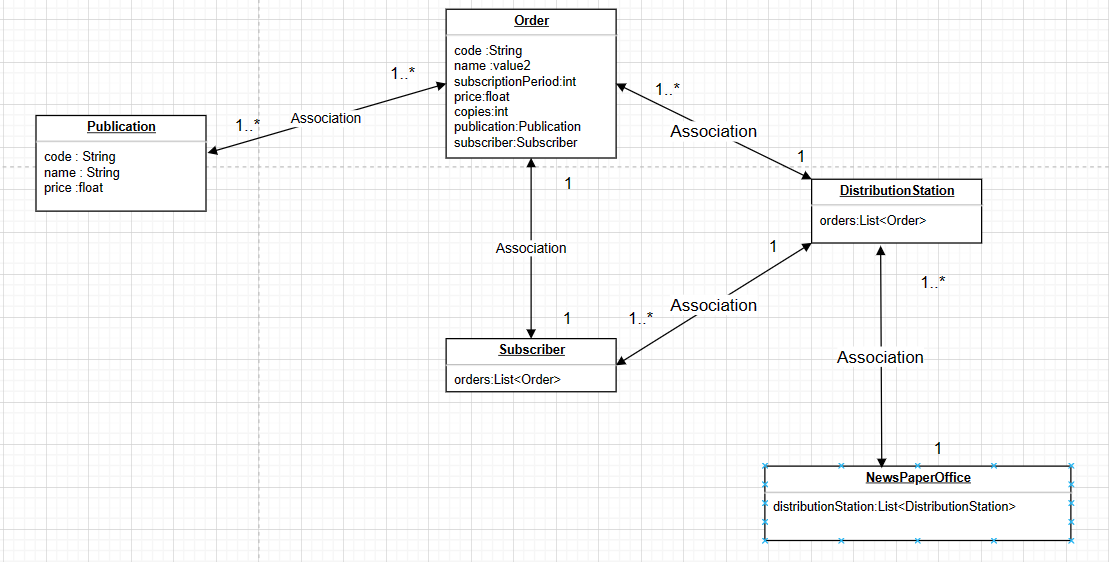 Order
code :String
name :value2
subscriptionPeriod:int
price:float
copies:int
publication:Publication
subscriber:Subscriber
1..*
1..*
Association
1..*
Association
1
Publication
code : String
name : String
price :float
DistributionStation
orders:List<Order>
1
Association
1
1
Association
1..*
1..*
Association
1
Subscriber
orders:List<Order>
NewsPaperOffice
distributionStation:List<DistributionStation>